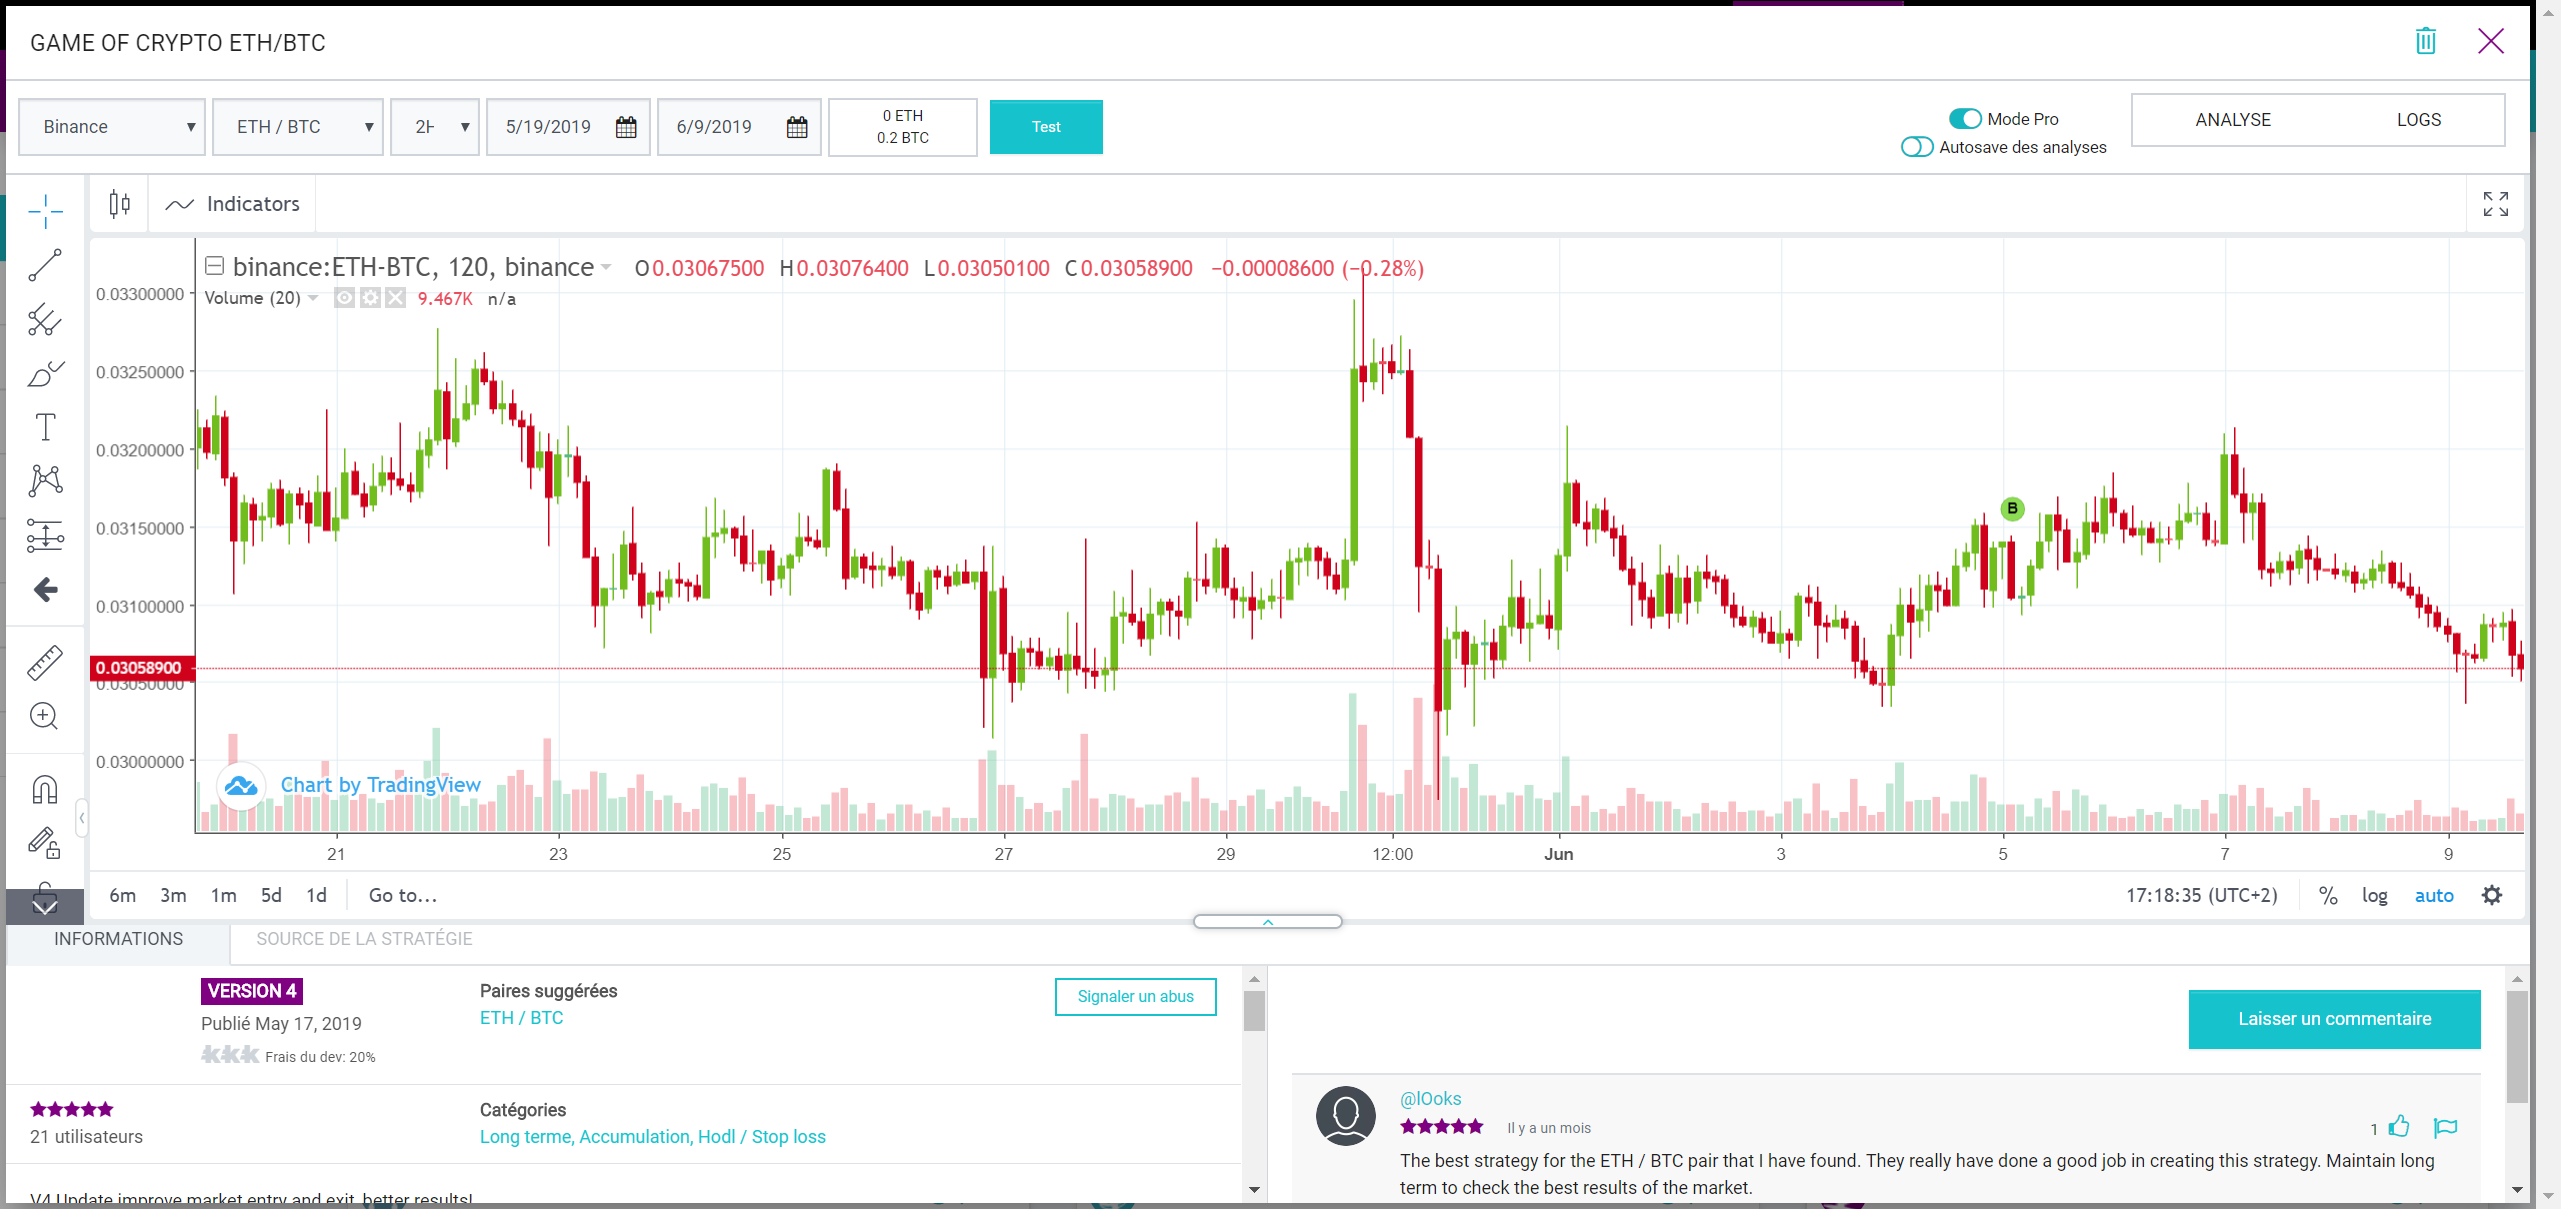 GAME OF CRYPTO ETH/BTC
Binance ETH / BTC 2H 5/19/2019 6/9/2019
0 ETH
0.2 BTC
Test
Mode Pro
Autosave des analyses
ANALYSE LOGS
Indicators
binance:ETH-BTC, 120, binance O0.03067500 H0.03076400 L0.03050100 C0.03058900 −0.00008600 (−0.28%)
Volume (20) 9.467K n/a
0.03300000
0.03250000
0.03200000
0.03150000
B
0.03100000
0.03058900
0.03050000
0.03000000
Chart by TradingView
21 23 25 27 29 12:00 Jun 3 5 7 9
6m 3m 1m 5d 1d Go to... 17:18:35 (UTC+2) % log auto
INFORMATIONS SOURCE DE LA STRATÉGIE
VERSION 4
Publié May 17, 2019
Frais du dev: 20%
Paires suggérées
ETH / BTC
Signaler un abus
21 utilisateurs
Catégories
Long terme, Accumulation, Hodl / Stop loss
V4 Update improve market entry and exit, better results!
Laisser un commentaire
@lOoks
Il y a un mois
1
The best strategy for the ETH / BTC pair that I have found. They really have done a good job in creating this strategy. Maintain long
term to check the best results of the market.